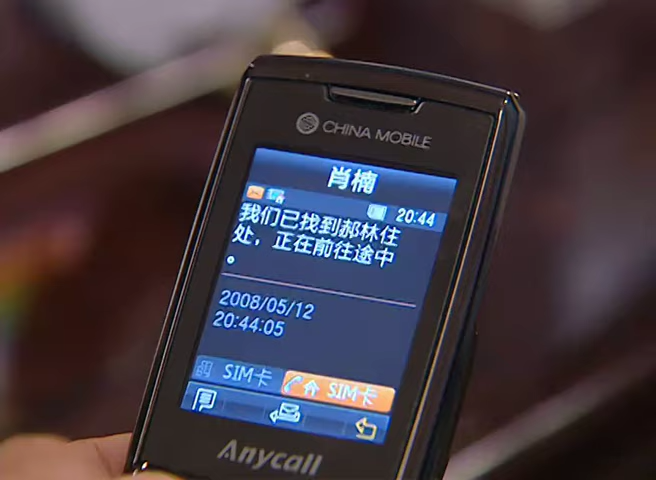 CHINA MOBILE
肖楠
20:44
我们已找到郝林住
处，正在前往途中
。
2008/05/12
20:44:05
SIM卡
SIM卡
Anycall